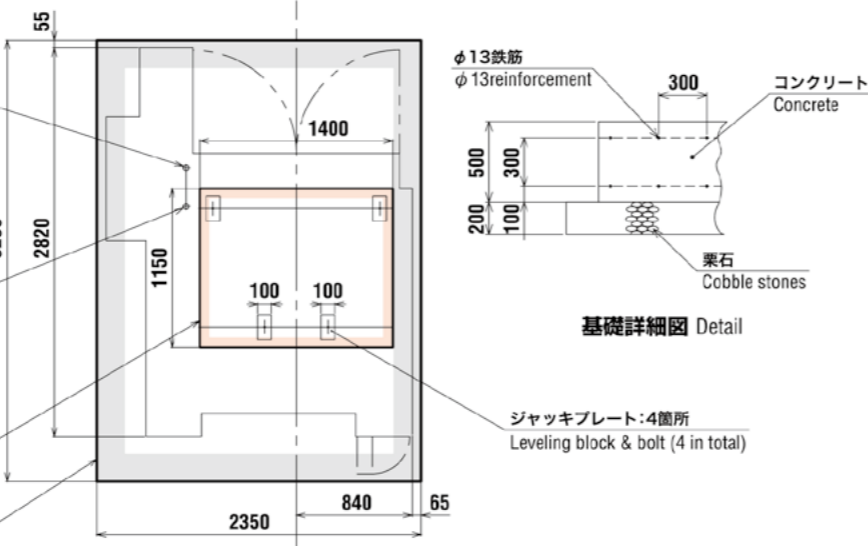 55
2820
1400
1150
100
100
840
65
2350
φ13鉄筋
φ13reinforcement
300
コンクリート
Concrete
500
300
200
100
栗石
Cobble stones
基礎詳細図 Detail
ジャッキプレート:4箇所
Leveling block & bolt (4 in total)